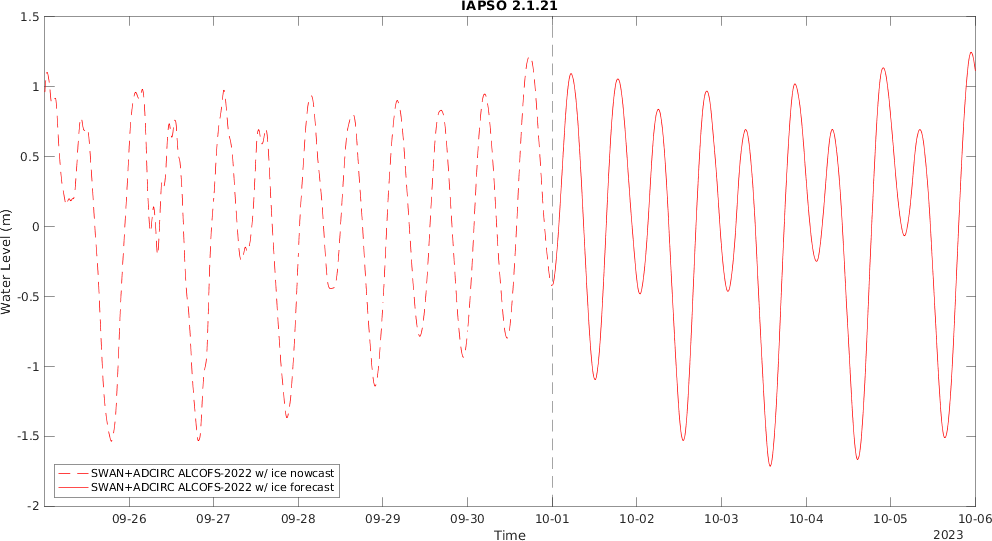 IAPSO 2.1.21
1.5
1
0.5
0
-0.5
-1
-1.5
-2
Water Level (m)
SWAN+ADCIRC ALCOFS-2022 w/ ice nowcast
SWAN+ADCIRC ALCOFS-2022 w/ ice forecast
09-26 09-27 09-28 09-29 09-30 10-01 10-02 10-03 10-04 10-05 10-06
Time
2023